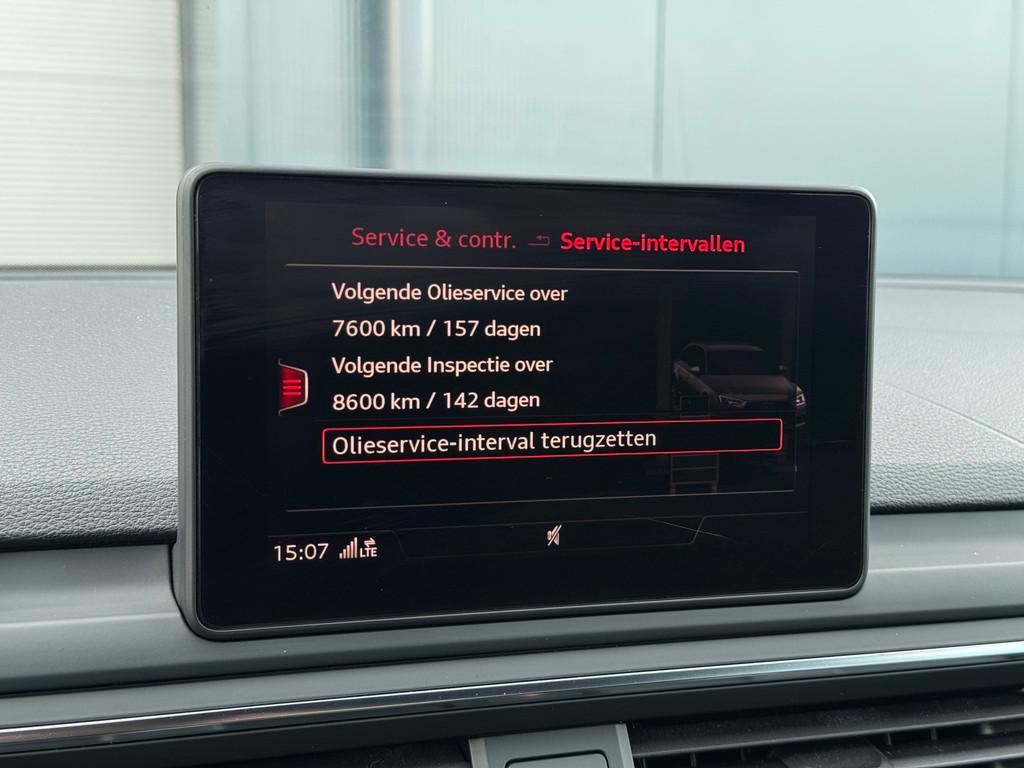 Service & contr. Service-intervallen
Volgende Olieservice over
7600 km / 157 dagen
Volgende Inspectie over
8600 km / 142 dagen
Olieservice-interval terugzetten
15:07 LTE